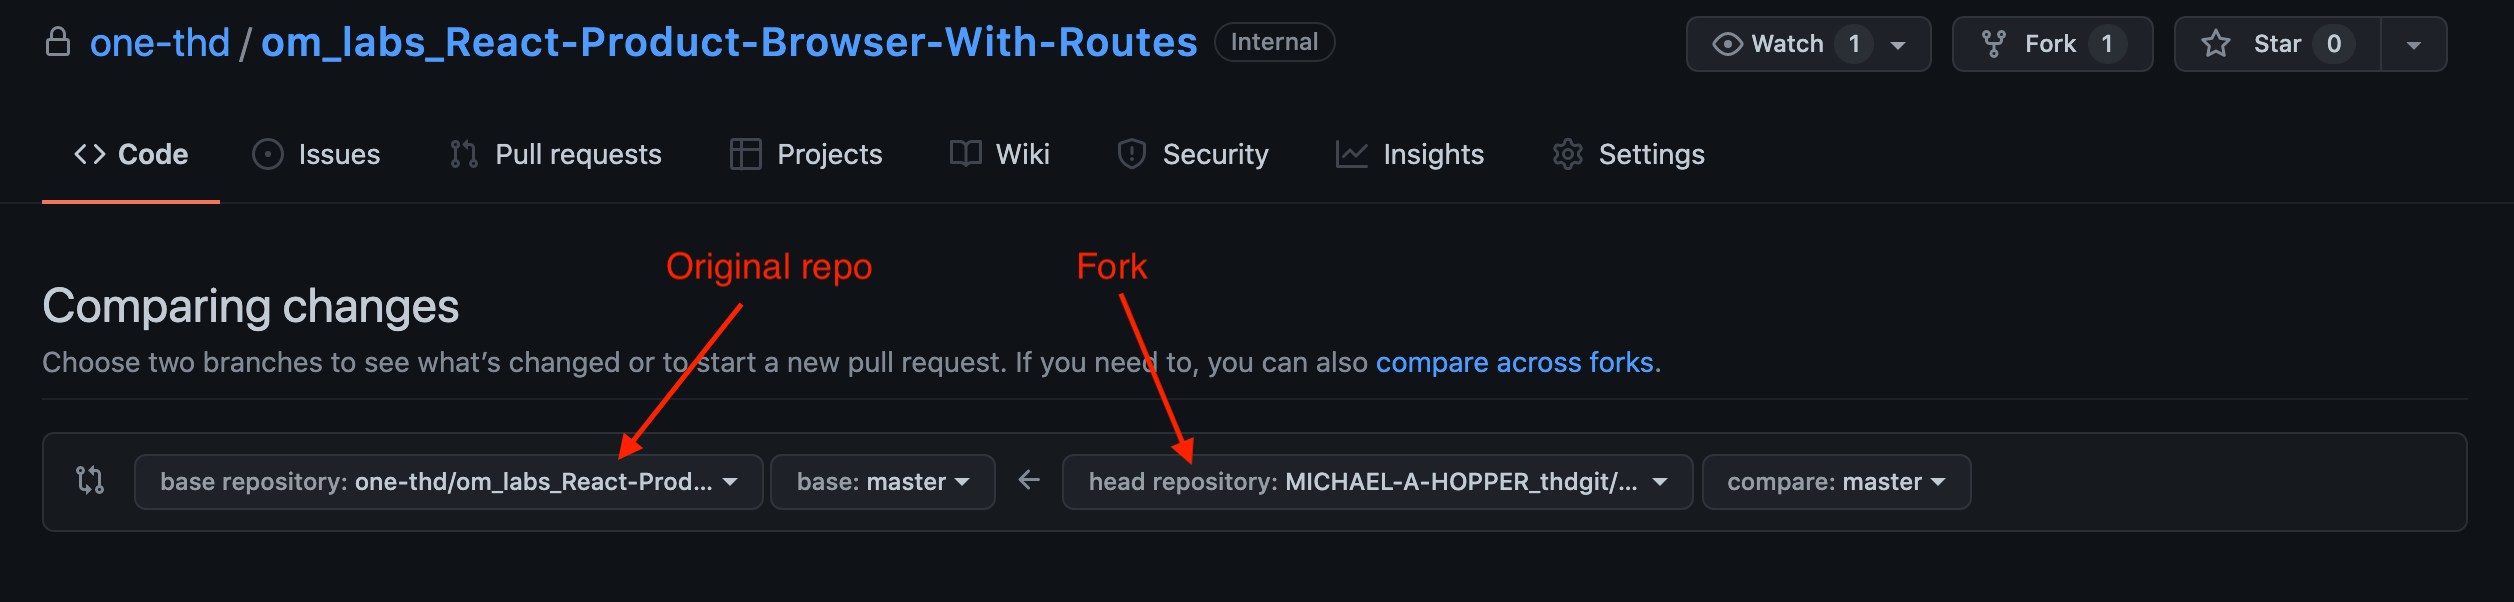 one-thd / om_labs_React-Product-Browser-With-Routes Internal Watch 1 Fork 1 Star 0
Code Issues Pull requests Projects Wiki Security Insights Settings
Original repo Fork
Comparing changes
Choose two branches to see what’s changed or to start a new pull request. If you need to, you can also compare across forks.
base repository: one-thd/om_labs_React-Prod... base: master head repository: MICHAEL-A-HOPPER_thdgit/... compare: master